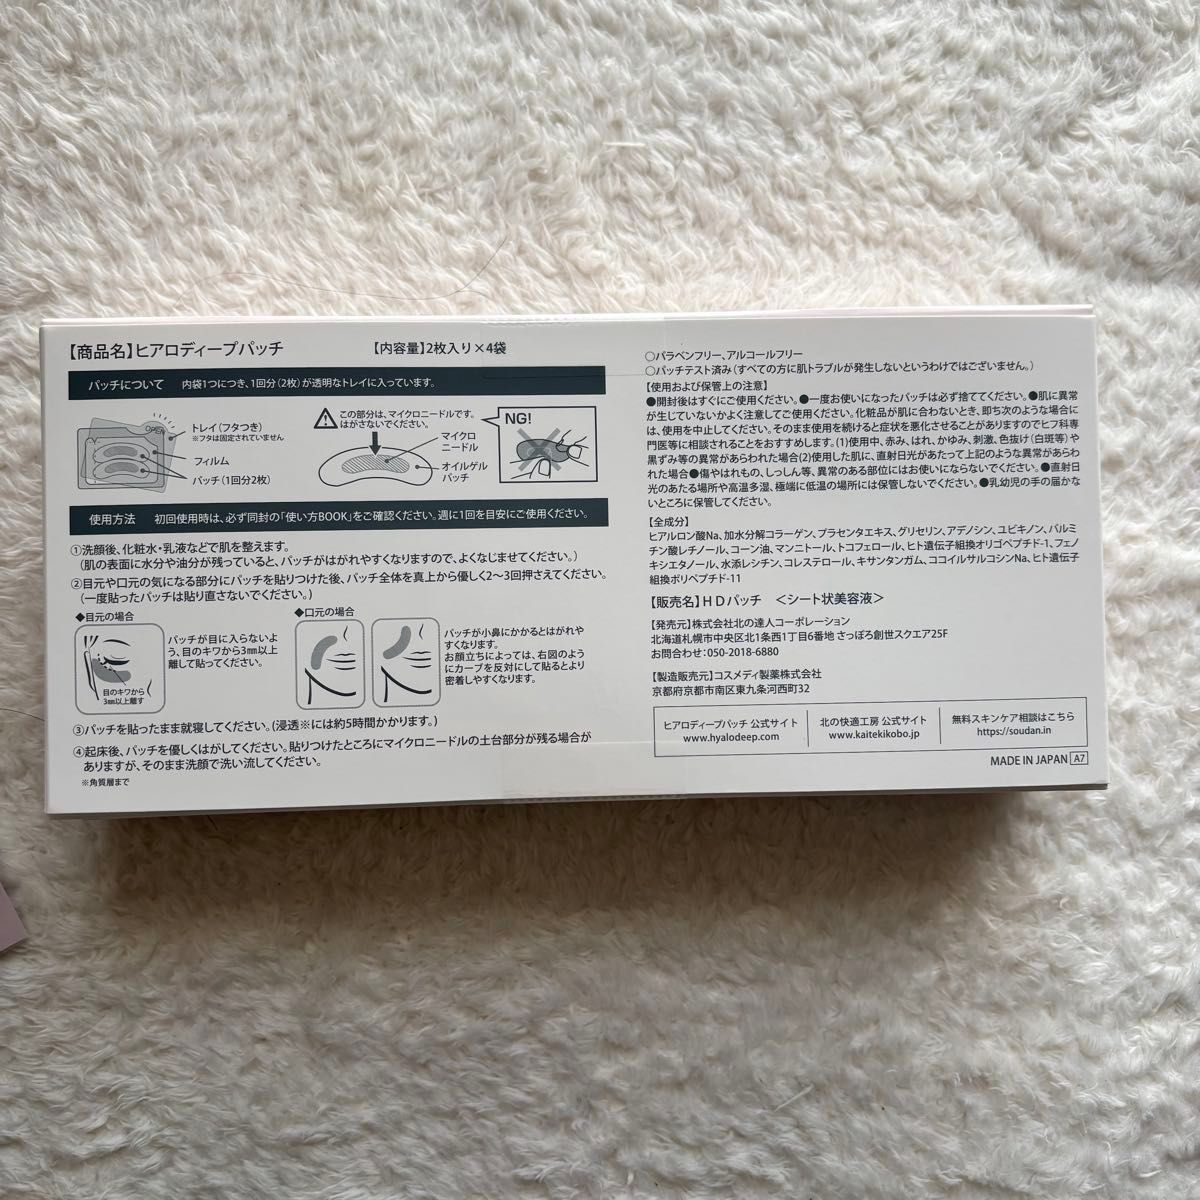 【商品名】ヒアロディープパッチ 【内容量】2枚入り×4袋
パッチについて 内袋1つにつき、1回分(2枚)が透明なトレイに入っています。
OPEN
トレイ(フタつき)
※フタは固定されていません
フィルム
パッチ(1回分2枚)
この部分は、マイクロニードルです。
はがさないでください。
マイクロ
ニードル
オイルゲル
パッチ
NG!
使用方法 初回使用時は、必ず同封の「使い方BOOK」をご確認ください。週に1回を目安にご使用ください。
①洗顔後、化粧水・乳液などで肌を整えます。
(肌の表面に水分や油分が残っていると、パッチがはがれやすくなりますので、よくなじませてください。)
②目元や口元の気になる部分にパッチを貼りつけた後、パッチ全体を真上から優しく2〜3回押さえてください。
(一度貼ったパッチは貼り直さないでください。)
◆目元の場合
目のキワから
3mm以上離す
パッチが目に入らないよ
う、目のキワから3mm以上
離して貼ってください。
◆口元の場合
パッチが小鼻にかかるとはがれや
すくなります。
お顔立ちによっては、右図のよう
にカーブを反対にして貼るとより
密着しやすくなります。
③パッチを貼ったまま就寝してください。(浸透※には約5時間かかります。)
④起床後、パッチを優しくはがしてください。貼りつけたところにマイクロニードルの土台部分が残る場合が
ありますが、そのまま洗顔で洗い流してください。
※角質層まで
○パラベンフリー、アルコールフリー
○パッチテスト済み(すべての方に肌トラブルが発生しないというわけではございません。)
【使用および保管上の注意】
●開封後はすぐにご使用ください。●一度お使いになったパッチは必ず捨ててください。●肌に異常
が生じていないかよく注意してご使用ください。化粧品が肌に合わないとき、即ち次のような場合に
は、使用を中止してください。そのまま使用を続けると症状を悪化させることがありますのでヒフ科専
門医等に相談されることをおすすめします。(1)使用中、赤み、はれ、かゆみ、刺激、色抜け(白斑等)や
黒ずみ等の異常があらわれた場合(2)使用した肌に、直射日光があたって上記のような異常があらわ
れた場合●傷やはれもの、しっしん等、異常のある部位にはお使いにならないでください。●直射日
光のあたる場所や高温多湿、極端に低温の場所には保管しないでください。●乳幼児の手の届かな
いところに保管してください。
【全成分】
ヒアルロン酸Na、加水分解コラーゲン、プラセンタエキス、グリセリン、アデノシン、ユビキノン、パルミ
チン酸レチノール、コーン油、マンニトール、トコフェロール、ヒト遺伝子組換オリゴペプチド-1、フェノ
キシエタノール、水添レシチン、コレステロール、キサンタンガム、ココイルサルコシンNa、ヒト遺伝子
組換ポリペプチド-11
【販売名】HDパッチ <シート状美容液>
【発売元】株式会社北の達人コーポレーション
北海道札幌市中央区北1条西1丁目6番地 さっぽろ創世スクエア25F
お問合わせ:050-2018-6880
【製造販売元】コスメディ製薬株式会社
京都府京都市南区東九条河西町32
ヒアロディープパッチ 公式サイト
www.hyalodeep.com
北の快適工房 公式サイト
www.kaitekikobo.jp
無料スキンケア相談はこちら
https://soudan.in
MADE IN JAPAN A7